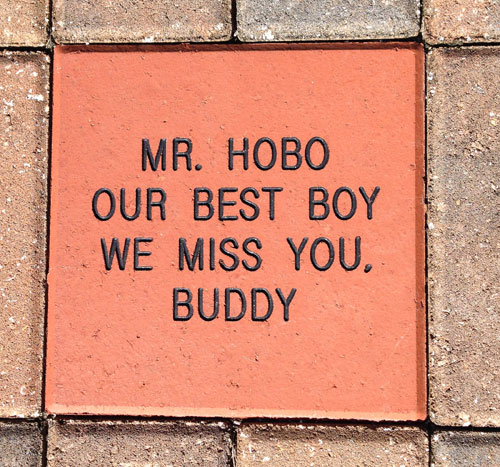 MR. HOBO
OUR BEST BOY
WE MISS YOU,
BUDDY